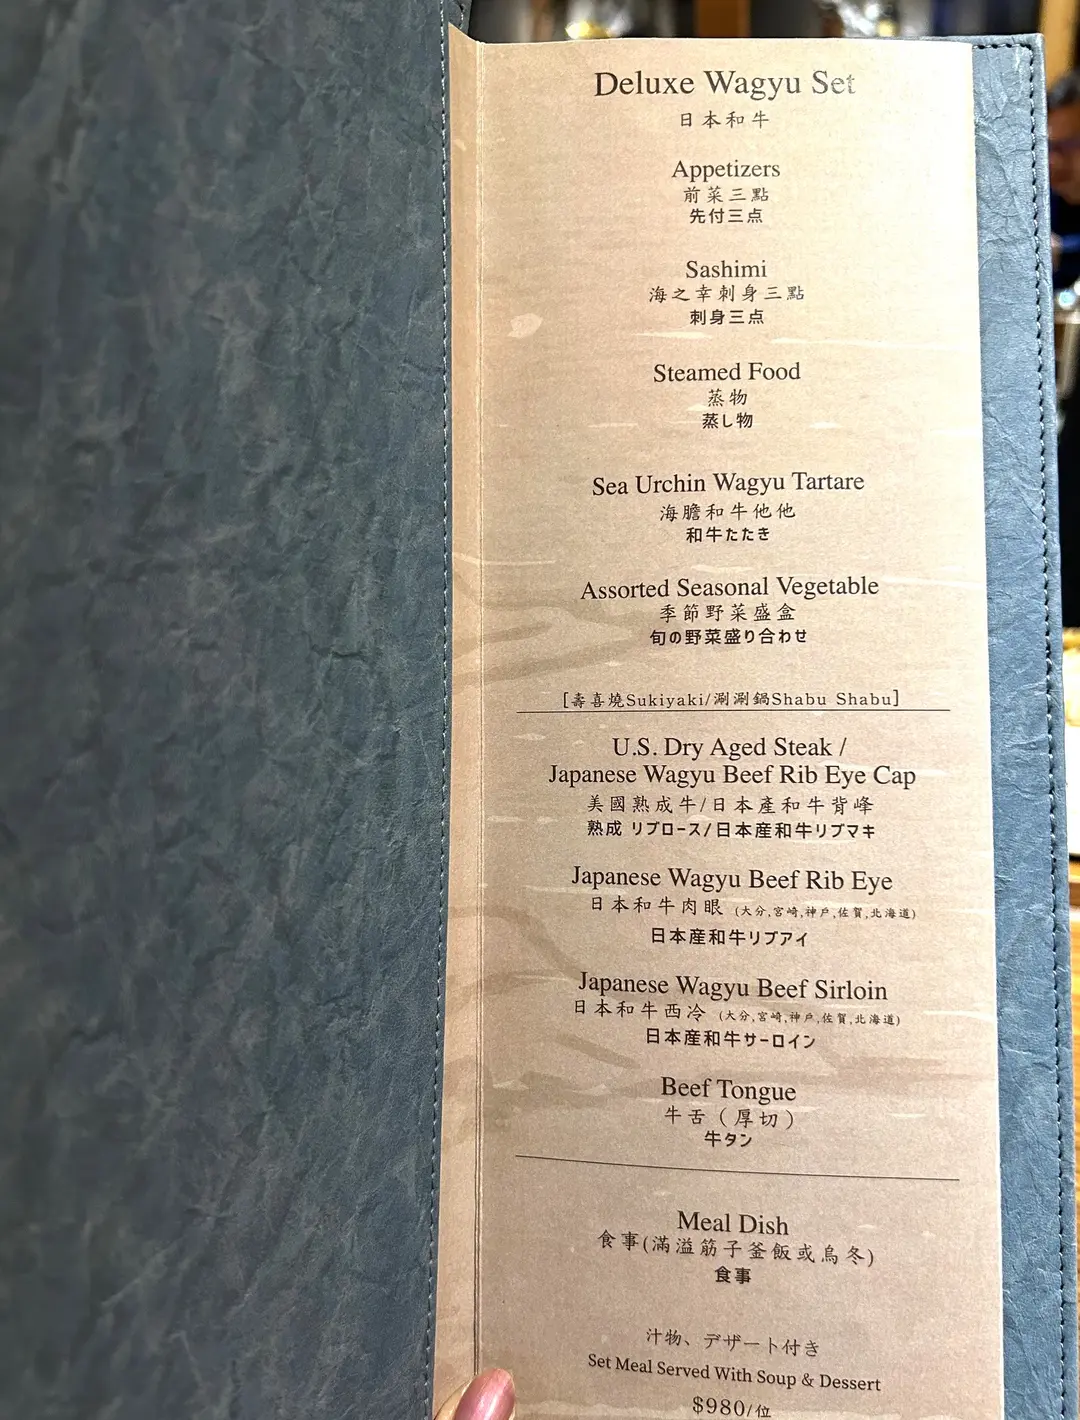 Deluxe Wagyu Set
日本和牛
Appetizers
前菜三點
先付三点
Sashimi
海之幸刺身三點
刺身三点
Steamed Food
蒸物
蒸し物
Sea Urchin Wagyu Tartare
海膽和牛他他
和牛たたき
Assorted Seasonal Vegetable
季節野菜盛盒
旬の野菜盛り合わせ
[壽喜燒Sukiyaki/涮涮鍋Shabu Shabu]
U.S. Dry Aged Steak /
Japanese Wagyu Beef Rib Eye Cap
美國熟成牛/日本產和牛背峰
熟成 リブロース/日本産和牛リブマキ
Japanese Wagyu Beef Rib Eye
日本和牛肉眼 (大分,宮崎,神戶,佐賀,北海道)
日本産和牛リブアイ
Japanese Wagyu Beef Sirloin
日本和牛西冷 (大分,宮崎,神戶,佐賀,北海道)
日本産和牛サーロイン
Beef Tongue
牛舌（厚切）
牛タン
Meal Dish
食事(滿溢筋子釜飯或烏冬)
食事
汁物、デザート付き
Set Meal Served With Soup & Dessert
$980/位